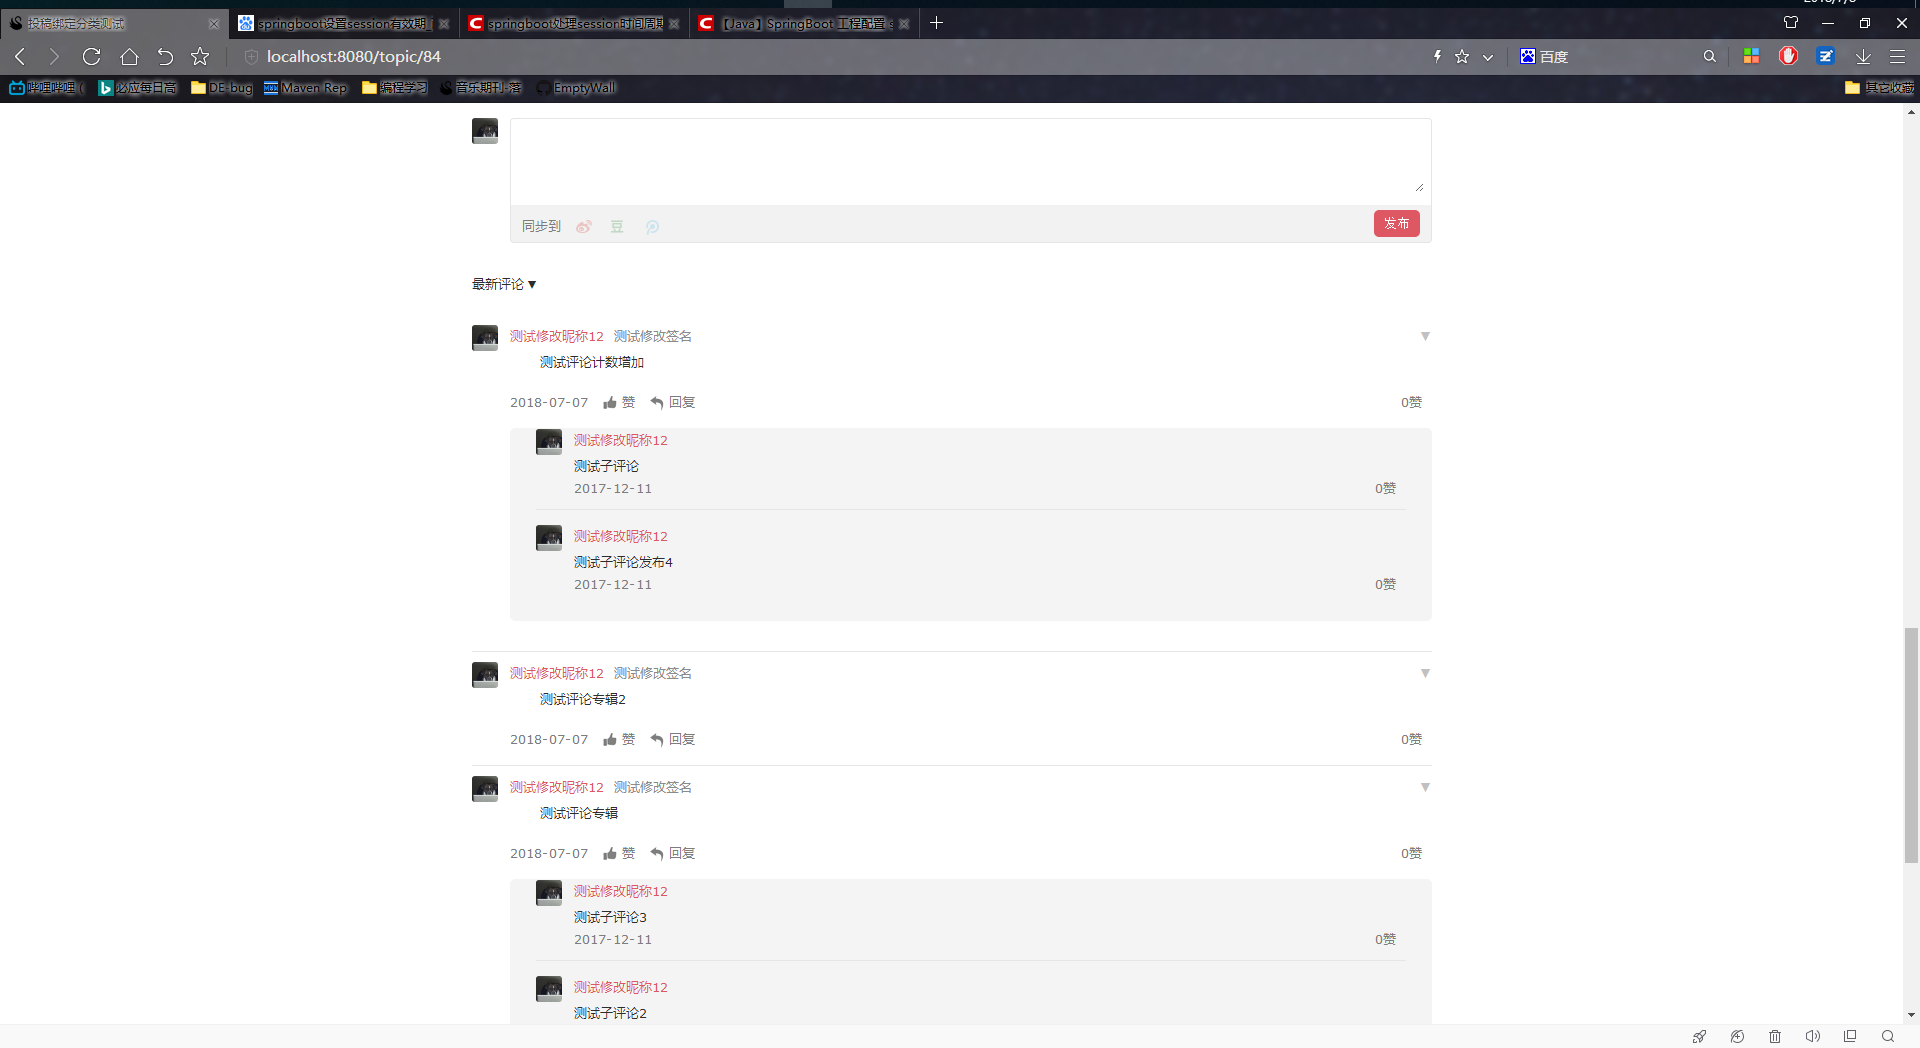 投稿绑定分类测试
springboot设置session有效期_
springboot处理session时间周期
【Java】SpringBoot 工程配置 s
localhost:8080/topic/84
百度
哔哩哔哩 (
必应每日高
DE-bug
Maven Rep
编程学习
音乐期刊-落
EmptyWall
其它收藏
同步到
豆
发布
最新评论 ▼
测试修改昵称12 测试修改签名 ▼
测试评论计数增加
2018-07-07 赞 回复 0赞
测试修改昵称12
测试子评论
2017-12-11 0赞
测试修改昵称12
测试子评论发布4
2017-12-11 0赞
测试修改昵称12 测试修改签名 ▼
测试评论专辑2
2018-07-07 赞 回复 0赞
测试修改昵称12 测试修改签名 ▼
测试评论专辑
2018-07-07 赞 回复 0赞
测试修改昵称12
测试子评论3
2017-12-11 0赞
测试修改昵称12
测试子评论2